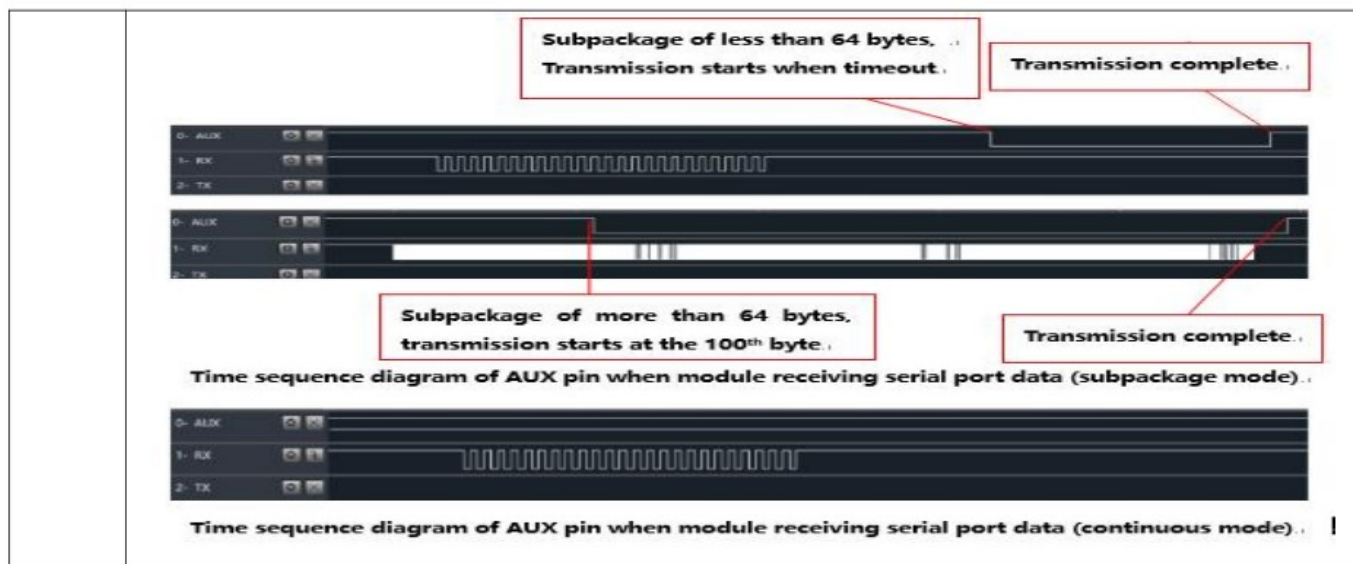 Subpackage of less than 64 bytes,
Transmission starts when timeout.
Transmission complete.
0- AUX
1- RX
2- TX
0- AUX
1- RX
2- TX
Subpackage of more than 64 bytes,
transmission starts at the 100th byte.
Transmission complete.
Time sequence diagram of AUX pin when module receiving serial port data (subpackage mode).
0- AUX
1- RX
2- TX
Time sequence diagram of AUX pin when module receiving serial port data (continuous mode). !